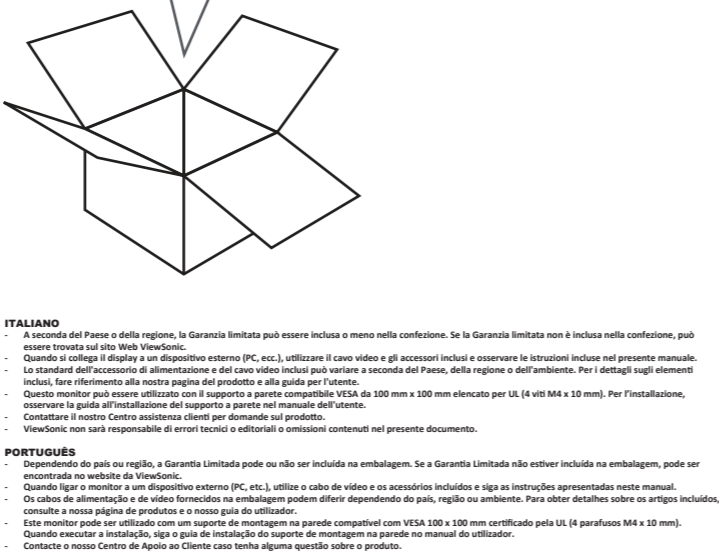 ITALIANO
- A seconda del Paese o della regione, la Garanzia limitata può essere inclusa o meno nella confezione. Se la Garanzia limitata non è inclusa nella confezione, può
essere trovata sul sito Web ViewSonic.
- Quando si collega il display a un dispositivo esterno (PC, ecc.), utilizzare il cavo video e gli accessori inclusi e osservare le istruzioni incluse nel presente manuale.
- Lo standard dell'accessorio di alimentazione e del cavo video inclusi può variare a seconda del Paese, della regione o dell'ambiente. Per i dettagli sugli elementi
inclusi, fare riferimento alla nostra pagina del prodotto e alla guida per l'utente.
- Questo monitor può essere utilizzato con il supporto a parete compatibile VESA da 100 mm x 100 mm elencato per UL (4 viti M4 x 10 mm). Per l'installazione,
osservare la guida all'installazione del supporto a parete nel manuale dell'utente.
- Contattare il nostro Centro assistenza clienti per domande sul prodotto.
- ViewSonic non sarà responsabile di errori tecnici o editoriali o omissioni contenuti nel presente documento.
PORTUGUÊS
- Dependendo do país ou região, a Garantia Limitada pode ou não ser incluída na embalagem. Se a Garantia Limitada não estiver incluída na embalagem, pode ser
encontrada no website da ViewSonic.
- Quando ligar o monitor a um dispositivo externo (PC, etc.), utilize o cabo de vídeo e os acessórios incluídos e siga as instruções apresentadas neste manual.
- Os cabos de alimentação e de vídeo fornecidos na embalagem podem diferir dependendo do país, região ou ambiente. Para obter detalhes sobre os artigos incluídos,
consulte a nossa página de produtos e o nosso guia do utilizador.
- Este monitor pode ser utilizado com um suporte de montagem na parede compatível com VESA 100 x 100 mm certificado pela UL (4 parafusos M4 x 10 mm).
Quando executar a instalação, siga o guia de instalação do suporte de montagem na parede no manual do utilizador.
- Contacte o nosso Centro de Apoio ao Cliente caso tenha alguma questão sobre o produto.